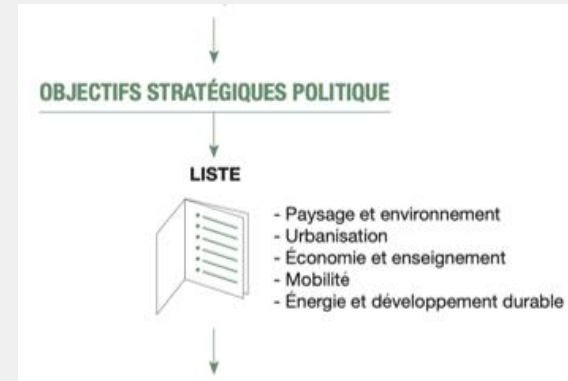 OBJECTIFS STRATÉGIQUES POLITIQUE
LISTE
- Paysage et environnement
- Urbanisation
- Économie et enseignement
- Mobilité
- Énergie et développement durable